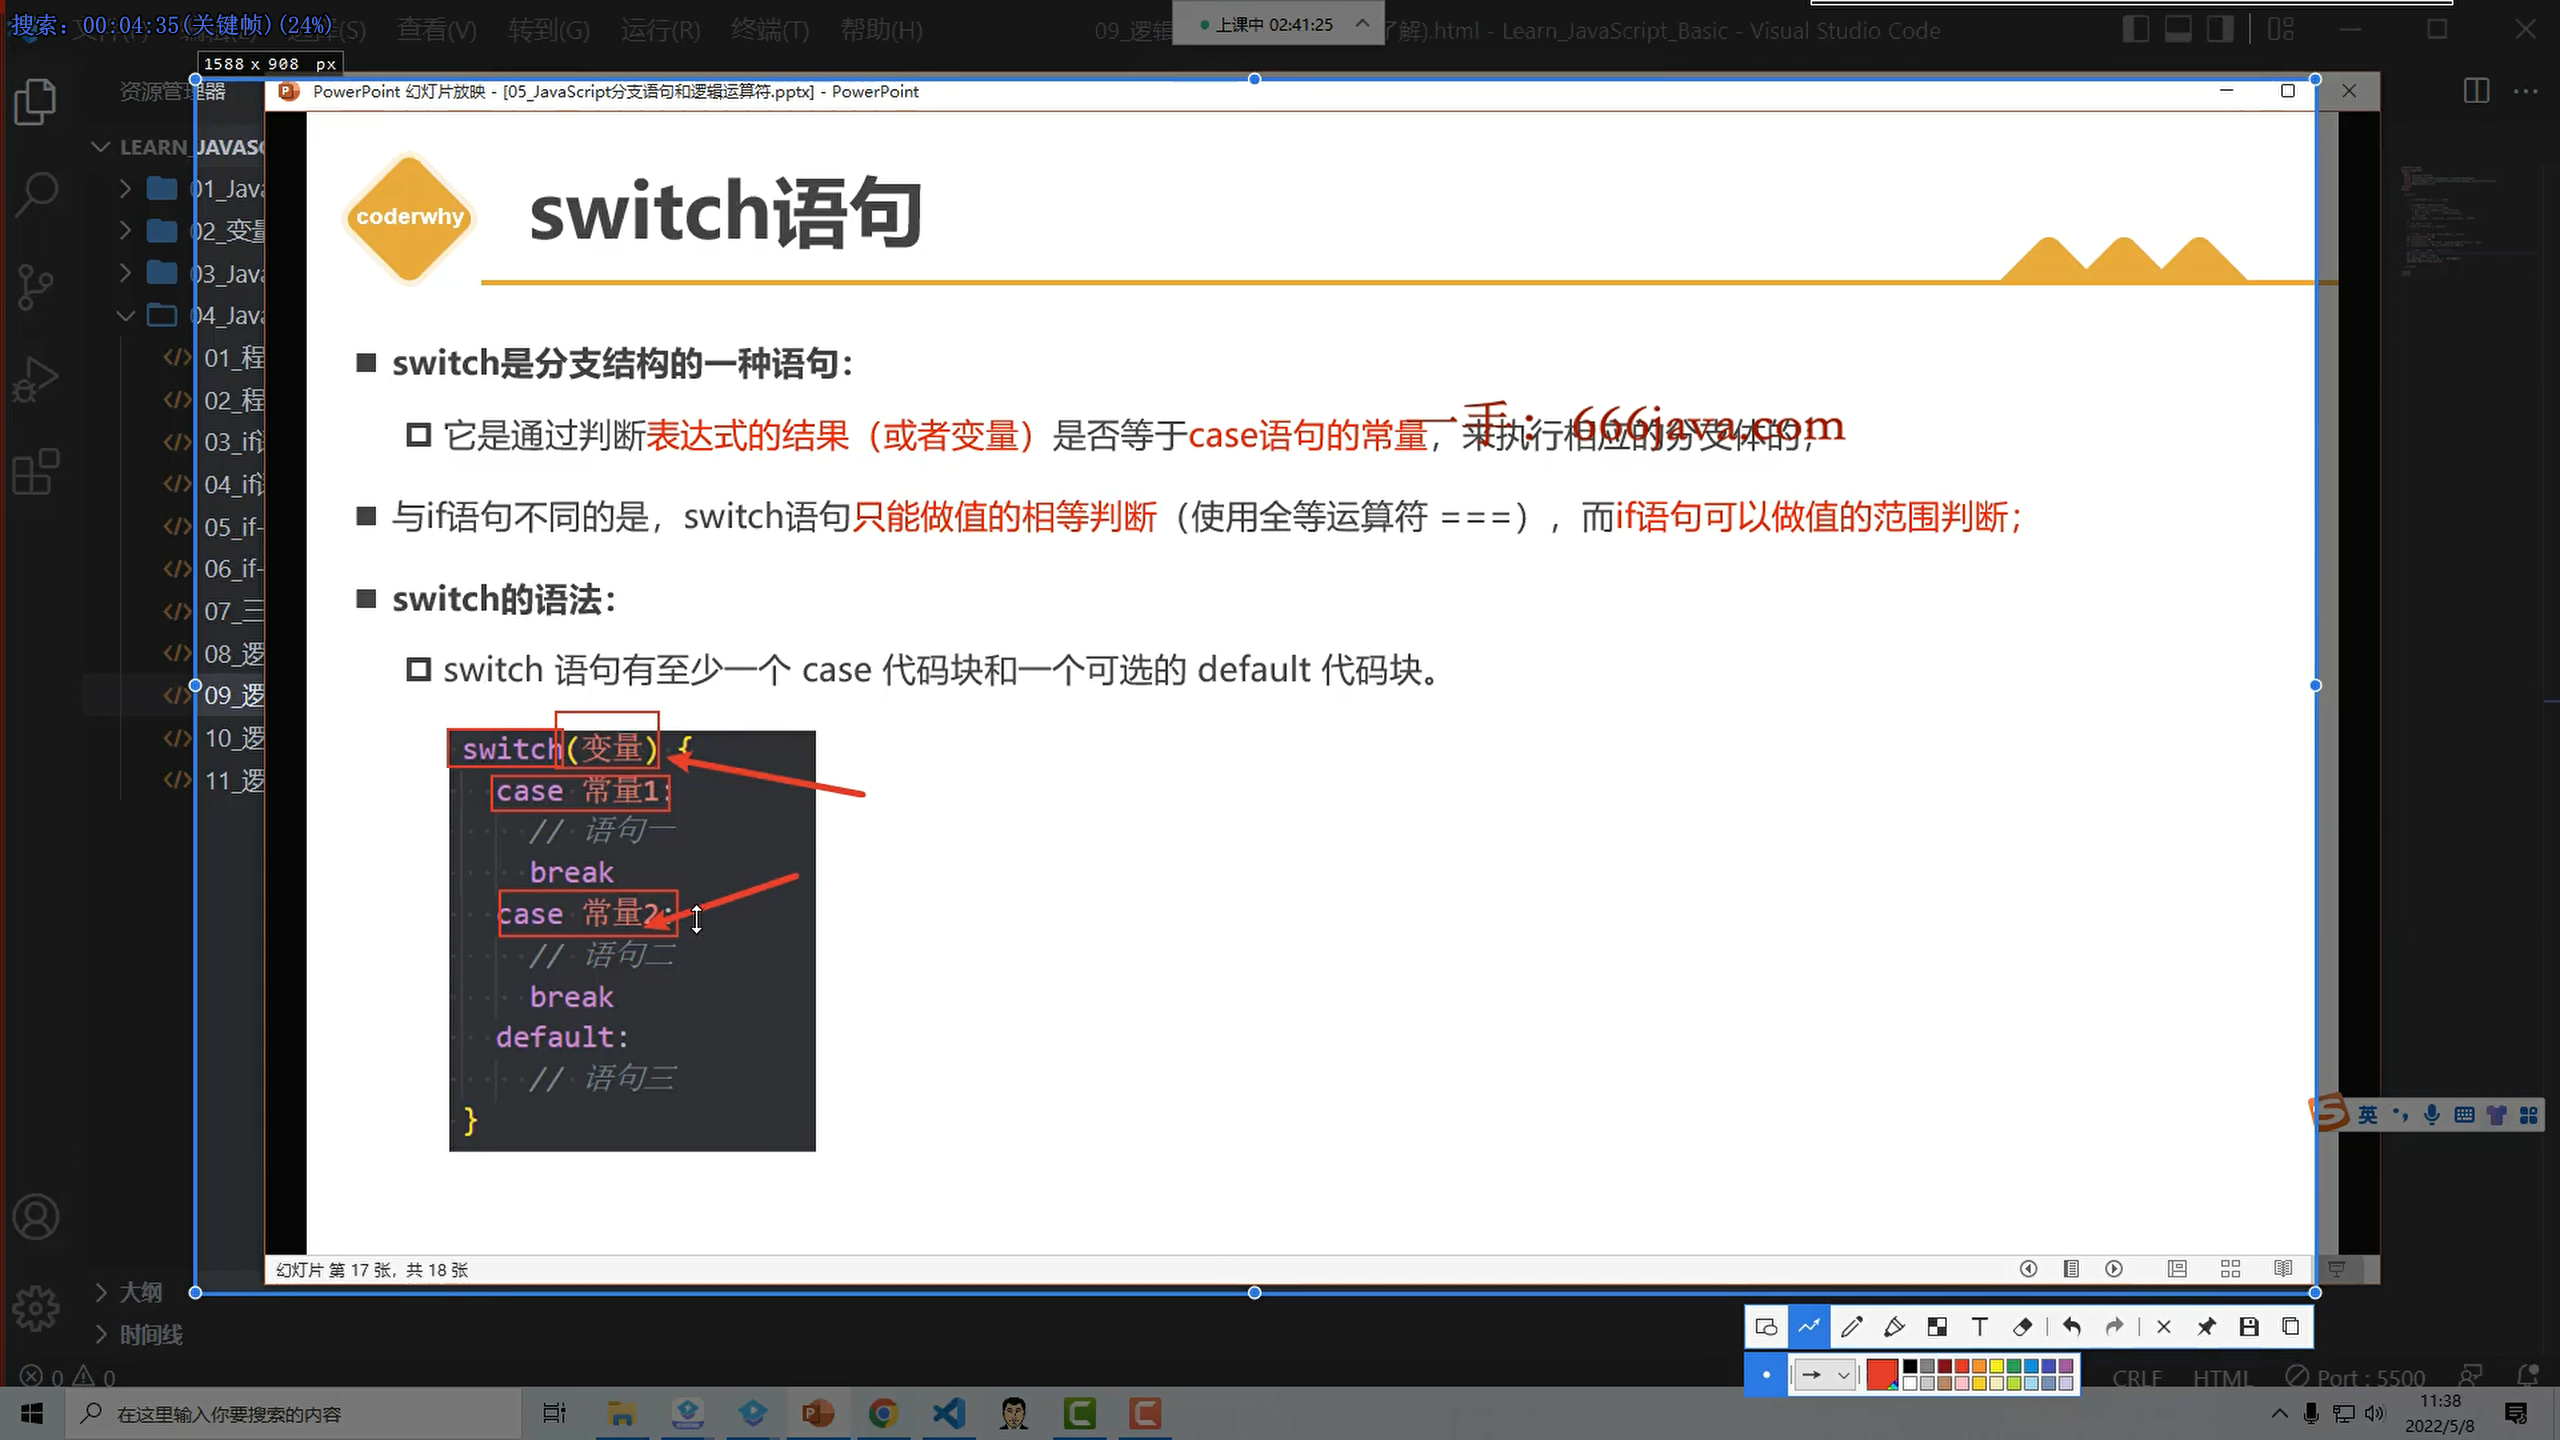 搜索: 00:04:35(关键帧)(24%)
查看(V) 转到(G) 运行(R) 终端(T) 帮助(H)
09_逻辑
上课中 02:41:25
了解).html - Learn_JavaScript_Basic - Visual Studio Code
1588 x 908 px
资源管理器
PowerPoint 幻灯片放映 - [05_JavaScript分支语句和逻辑运算符.pptx] - PowerPoint
LEARN_JAVASC
01_Java
02_变量
03_Java
04_Java
01_程
02_程
03_if语
04_if语
05_if-
06_if-
07_三
08_逻
09_逻
10_逻
11_逻
大纲
时间线
coderwhy
switch语句
switch是分支结构的一种语句：
它是通过判断表达式的结果（或者变量）是否等于case语句的常量，来执行相应的分支体的；
一手：666java.com
与if语句不同的是，switch语句只能做值的相等判断（使用全等运算符 ===），而if语句可以做值的范围判断；
switch的语法：
switch 语句有至少一个 case 代码块和一个可选的 default 代码块。
switch(变量) {
case 常量1:
// 语句一
break
case 常量2:
// 语句二
break
default:
// 语句三
}
英
幻灯片 第 17 张，共 18 张
T
0 0
CRLF HTML Port : 5500
在这里输入你要搜索的内容
11:38
2022/5/8